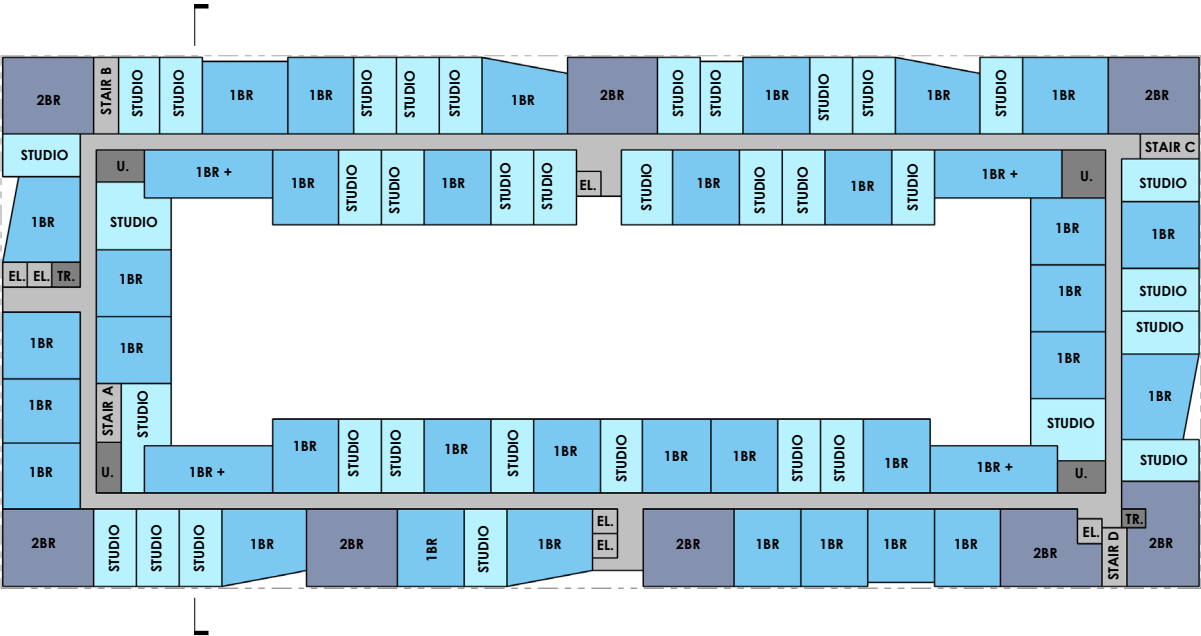 2BR
STAIR B
STUDIO
STUDIO
1BR
1BR
STUDIO
STUDIO
STUDIO
1BR
2BR
STUDIO
STUDIO
1BR
STUDIO
STUDIO
1BR
STUDIO
1BR
2BR
STUDIO
U.
1BR +
1BR
STUDIO
STUDIO
1BR
STUDIO
STUDIO
EL.
STUDIO
1BR
STUDIO
STUDIO
1BR
STUDIO
1BR +
U.
STAIR C
STUDIO
1BR
STUDIO
1BR
1BR
EL.
EL.
TR.
1BR
1BR
STUDIO
1BR
1BR
1BR
STUDIO
1BR
1BR
STAIR A
STUDIO
1BR
STUDIO
1BR
U.
1BR +
1BR
STUDIO
STUDIO
1BR
STUDIO
1BR
STUDIO
1BR
1BR
STUDIO
STUDIO
1BR
1BR +
U.
STUDIO
2BR
STUDIO
STUDIO
STUDIO
1BR
2BR
1BR
STUDIO
1BR
EL.
EL.
2BR
1BR
1BR
1BR
1BR
2BR
EL.
STAIR D
TR.
2BR